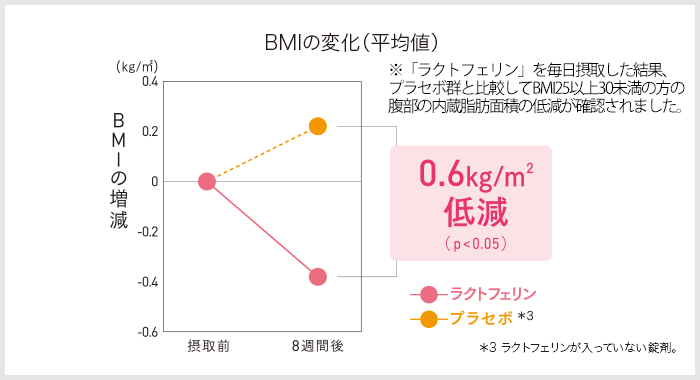 BMIの変化（平均値）
（kg/㎡）
※「ラクトフェリン」を毎日摂取した結果、
プラセボ群と比較してBMI25以上30未満の方の
腹部の内蔵脂肪面積の低減が確認されました。
BMIの増減
0.4
0.2
0
-0.2
-0.4
-0.6
摂取前
8週間後
0.6kg/m²
低減
（p<0.05）
ラクトフェリン
プラセボ ＊3
＊3 ラクトフェリンが入っていない錠剤。